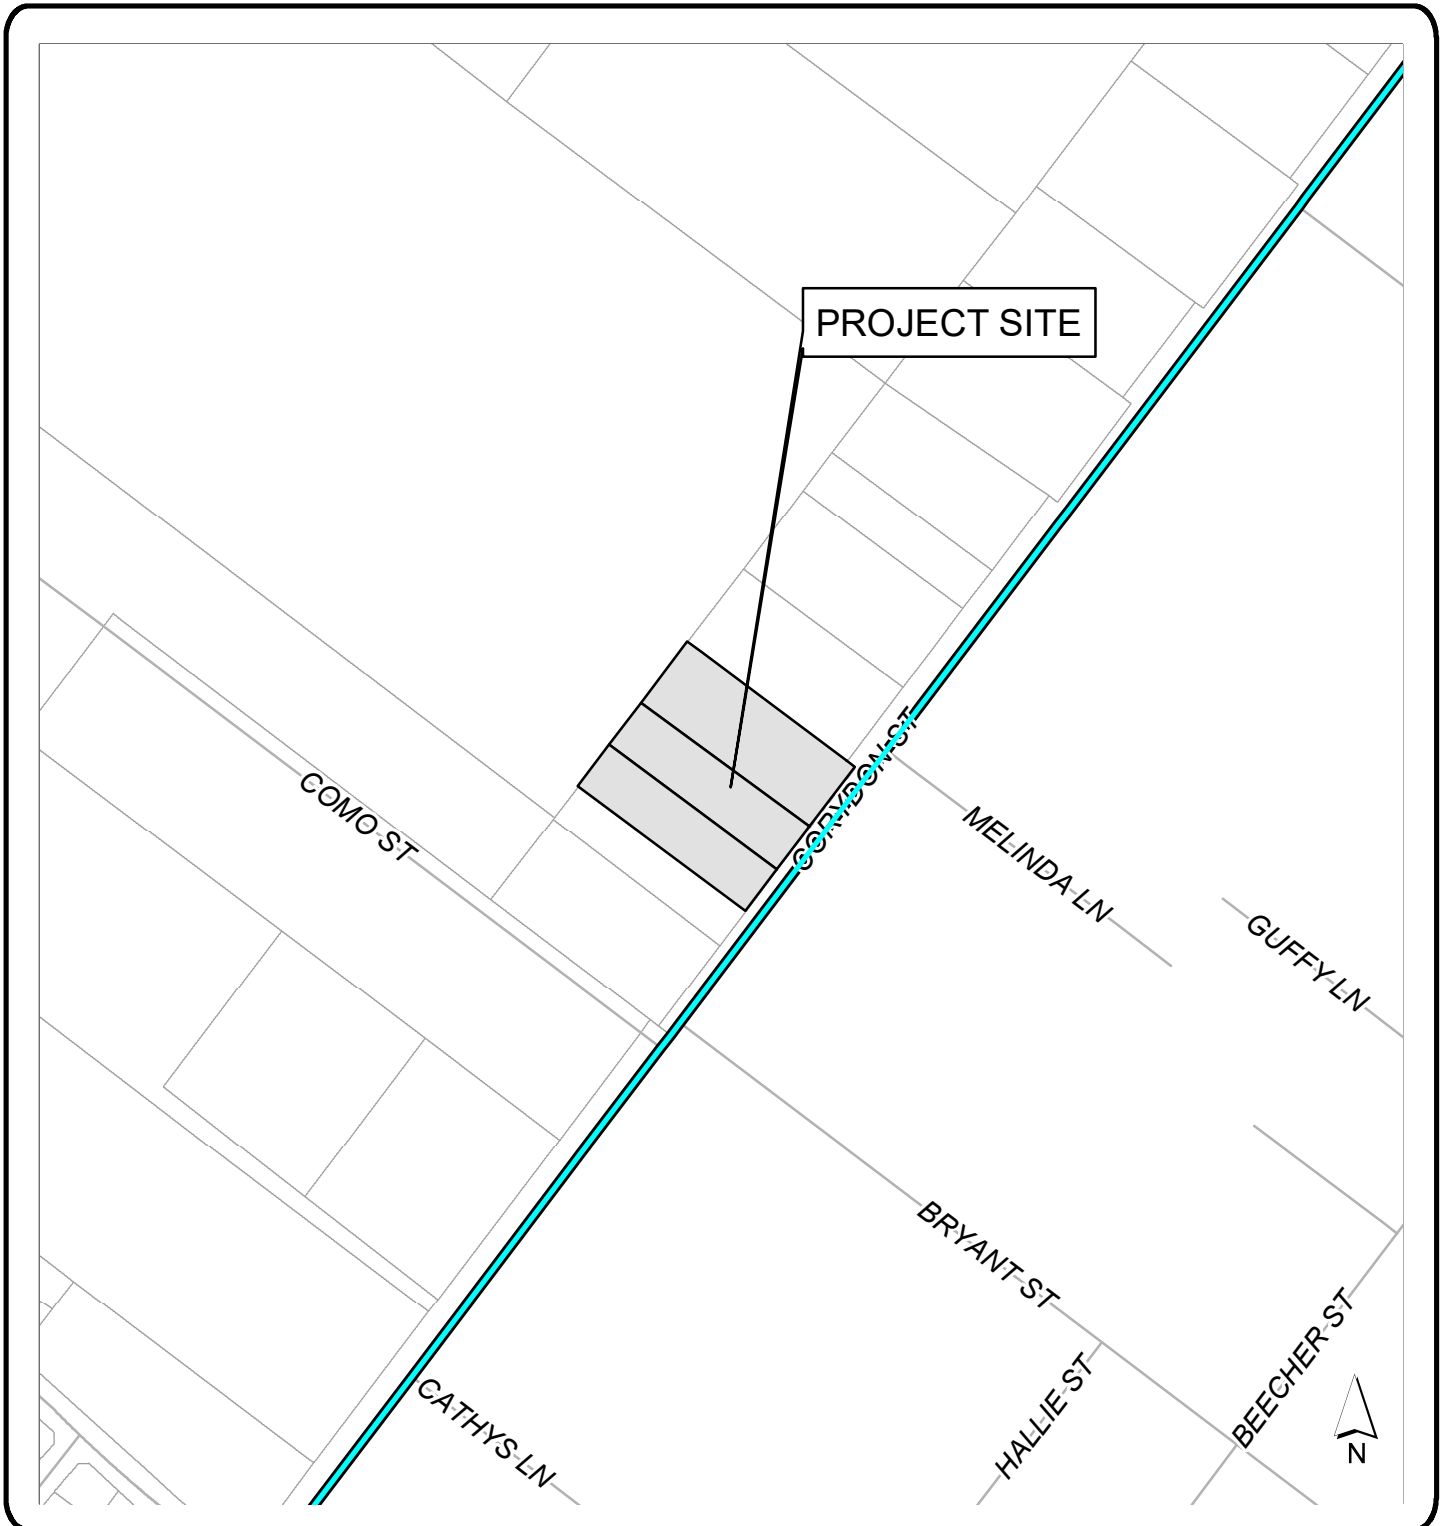 PROJECT SITE
CORYDON ST
COMO ST
MELINDA LN
GUFFY LN
BRYANT ST
BEECHER ST
HALLIE ST
CATHYS LN
N